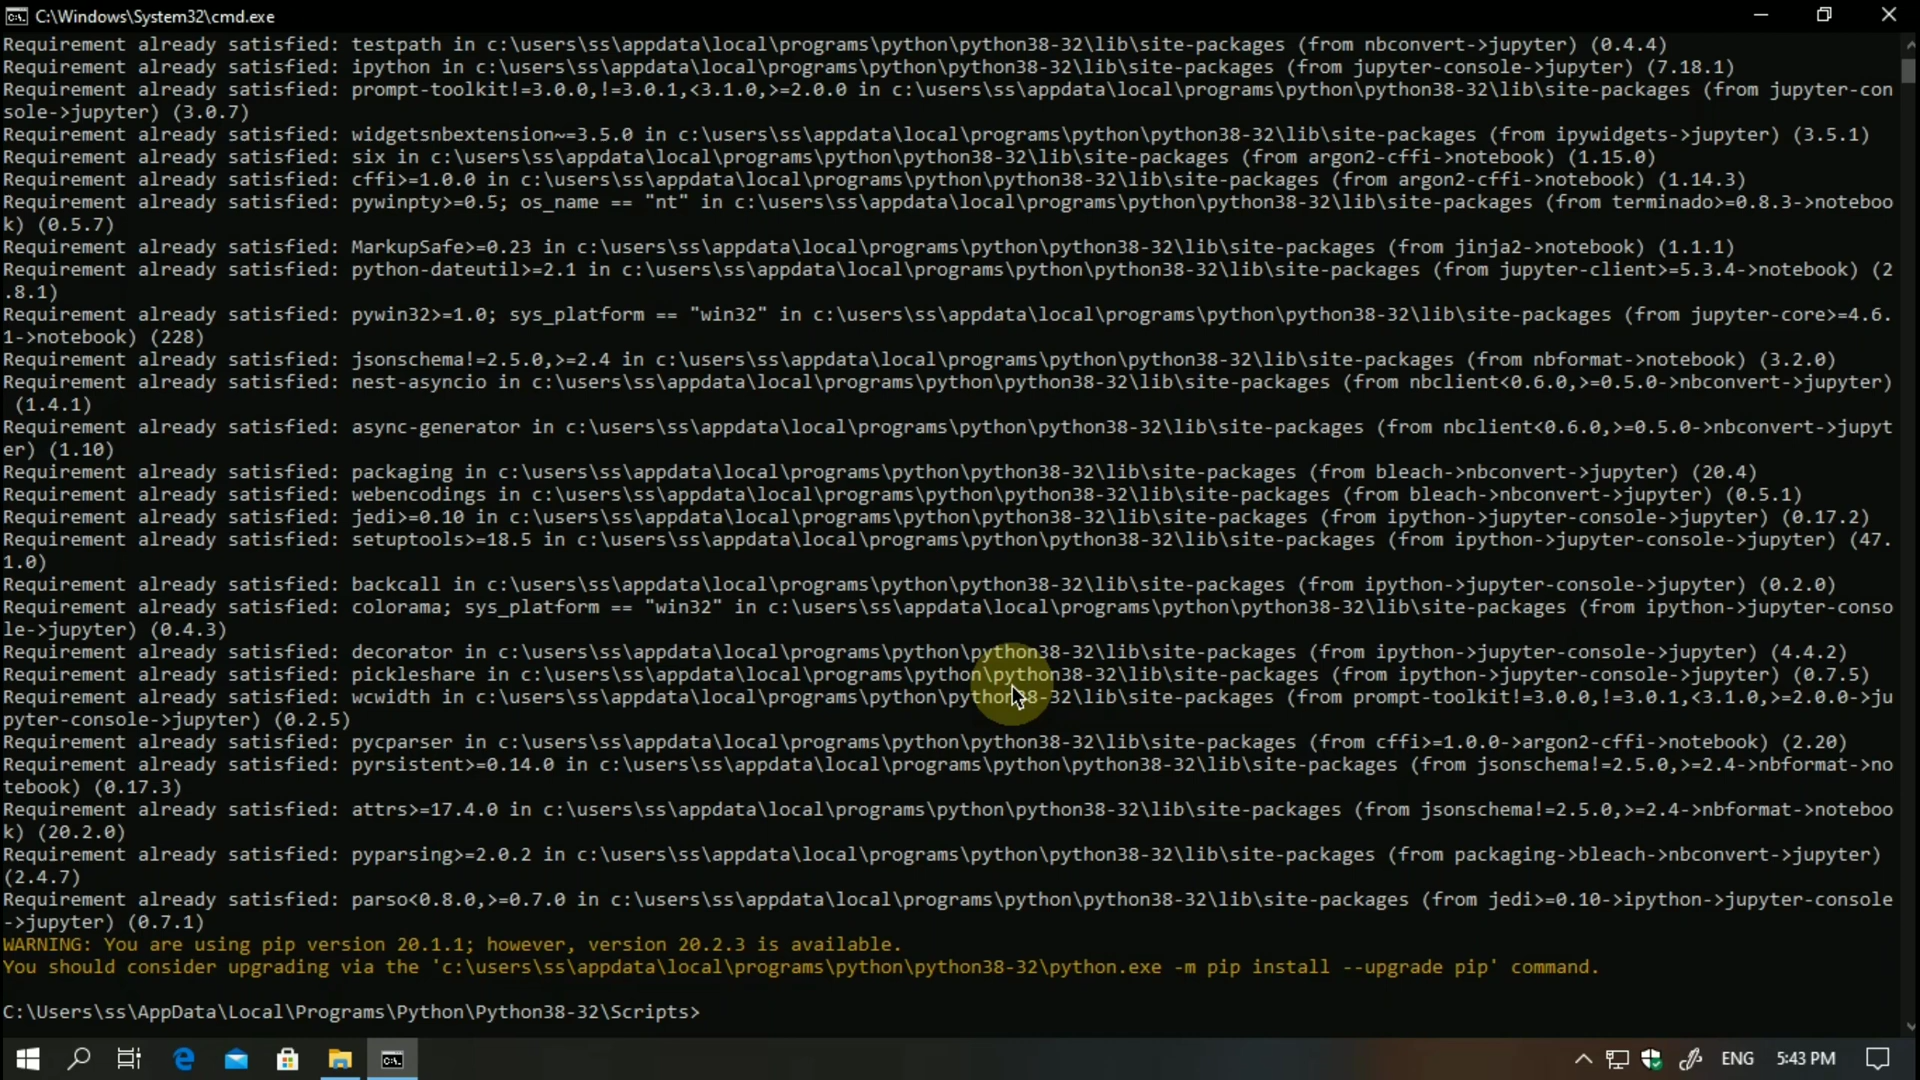 C:\Windows\System32\cmd.exe
Requirement already satisfied: testpath in c:\users\ss\appdata\local\programs\python\python38-32\lib\site-packages (from nbconvert->jupyter) (0.4.4)
Requirement already satisfied: ipython in c:\users\ss\appdata\local\programs\python\python38-32\lib\site-packages (from jupyter-console->jupyter) (7.18.1)
Requirement already satisfied: prompt-toolkit!=3.0.0,!=3.0.1,<3.1.0,>=2.0.0 in c:\users\ss\appdata\local\programs\python\python38-32\lib\site-packages (from jupyter-con
sole->jupyter) (3.0.7)
Requirement already satisfied: widgetsnbextension~=3.5.0 in c:\users\ss\appdata\local\programs\python\python38-32\lib\site-packages (from ipywidgets->jupyter) (3.5.1)
Requirement already satisfied: six in c:\users\ss\appdata\local\programs\python\python38-32\lib\site-packages (from argon2-cffi->notebook) (1.15.0)
Requirement already satisfied: cffi>=1.0.0 in c:\users\ss\appdata\local\programs\python\python38-32\lib\site-packages (from argon2-cffi->notebook) (1.14.3)
Requirement already satisfied: pywinpty>=0.5; os_name == "nt" in c:\users\ss\appdata\local\programs\python\python38-32\lib\site-packages (from terminado>=0.8.3->noteboo
k) (0.5.7)
Requirement already satisfied: MarkupSafe>=0.23 in c:\users\ss\appdata\local\programs\python\python38-32\lib\site-packages (from jinja2->notebook) (1.1.1)
Requirement already satisfied: python-dateutil>=2.1 in c:\users\ss\appdata\local\programs\python\python38-32\lib\site-packages (from jupyter-client>=5.3.4->notebook) (2
.8.1)
Requirement already satisfied: pywin32>=1.0; sys_platform == "win32" in c:\users\ss\appdata\local\programs\python\python38-32\lib\site-packages (from jupyter-core>=4.6.
1->notebook) (228)
Requirement already satisfied: jsonschema!=2.5.0,>=2.4 in c:\users\ss\appdata\local\programs\python\python38-32\lib\site-packages (from nbformat->notebook) (3.2.0)
Requirement already satisfied: nest-asyncio in c:\users\ss\appdata\local\programs\python\python38-32\lib\site-packages (from nbclient<0.6.0,>=0.5.0->nbconvert->jupyter)
(1.4.1)
Requirement already satisfied: async-generator in c:\users\ss\appdata\local\programs\python\python38-32\lib\site-packages (from nbclient<0.6.0,>=0.5.0->nbconvert->jupyt
er) (1.10)
Requirement already satisfied: packaging in c:\users\ss\appdata\local\programs\python\python38-32\lib\site-packages (from bleach->nbconvert->jupyter) (20.4)
Requirement already satisfied: webencodings in c:\users\ss\appdata\local\programs\python\python38-32\lib\site-packages (from bleach->nbconvert->jupyter) (0.5.1)
Requirement already satisfied: jedi>=0.10 in c:\users\ss\appdata\local\programs\python\python38-32\lib\site-packages (from ipython->jupyter-console->jupyter) (0.17.2)
Requirement already satisfied: setuptools>=18.5 in c:\users\ss\appdata\local\programs\python\python38-32\lib\site-packages (from ipython->jupyter-console->jupyter) (47.
1.0)
Requirement already satisfied: backcall in c:\users\ss\appdata\local\programs\python\python38-32\lib\site-packages (from ipython->jupyter-console->jupyter) (0.2.0)
Requirement already satisfied: colorama; sys_platform == "win32" in c:\users\ss\appdata\local\programs\python\python38-32\lib\site-packages (from ipython->jupyter-conso
le->jupyter) (0.4.3)
Requirement already satisfied: decorator in c:\users\ss\appdata\local\programs\python\python38-32\lib\site-packages (from ipython->jupyter-console->jupyter) (4.4.2)
Requirement already satisfied: pickleshare in c:\users\ss\appdata\local\programs\python\python38-32\lib\site-packages (from ipython->jupyter-console->jupyter) (0.7.5)
Requirement already satisfied: wcwidth in c:\users\ss\appdata\local\programs\python\python38-32\lib\site-packages (from prompt-toolkit!=3.0.0,!=3.0.1,<3.1.0,>=2.0.0->ju
pyter-console->jupyter) (0.2.5)
Requirement already satisfied: pycparser in c:\users\ss\appdata\local\programs\python\python38-32\lib\site-packages (from cffi>=1.0.0->argon2-cffi->notebook) (2.20)
Requirement already satisfied: pyrsistent>=0.14.0 in c:\users\ss\appdata\local\programs\python\python38-32\lib\site-packages (from jsonschema!=2.5.0,>=2.4->nbformat->no
tebook) (0.17.3)
Requirement already satisfied: attrs>=17.4.0 in c:\users\ss\appdata\local\programs\python\python38-32\lib\site-packages (from jsonschema!=2.5.0,>=2.4->nbformat->noteboo
k) (20.2.0)
Requirement already satisfied: pyparsing>=2.0.2 in c:\users\ss\appdata\local\programs\python\python38-32\lib\site-packages (from packaging->bleach->nbconvert->jupyter)
(2.4.7)
Requirement already satisfied: parso<0.8.0,>=0.7.0 in c:\users\ss\appdata\local\programs\python\python38-32\lib\site-packages (from jedi>=0.10->ipython->jupyter-console
->jupyter) (0.7.1)
WARNING: You are using pip version 20.1.1; however, version 20.2.3 is available.
You should consider upgrading via the 'c:\users\ss\appdata\local\programs\python\python38-32\python.exe -m pip install --upgrade pip' command.
C:\Users\ss\AppData\Local\Programs\Python\Python38-32\Scripts>
ENG 5:43 PM